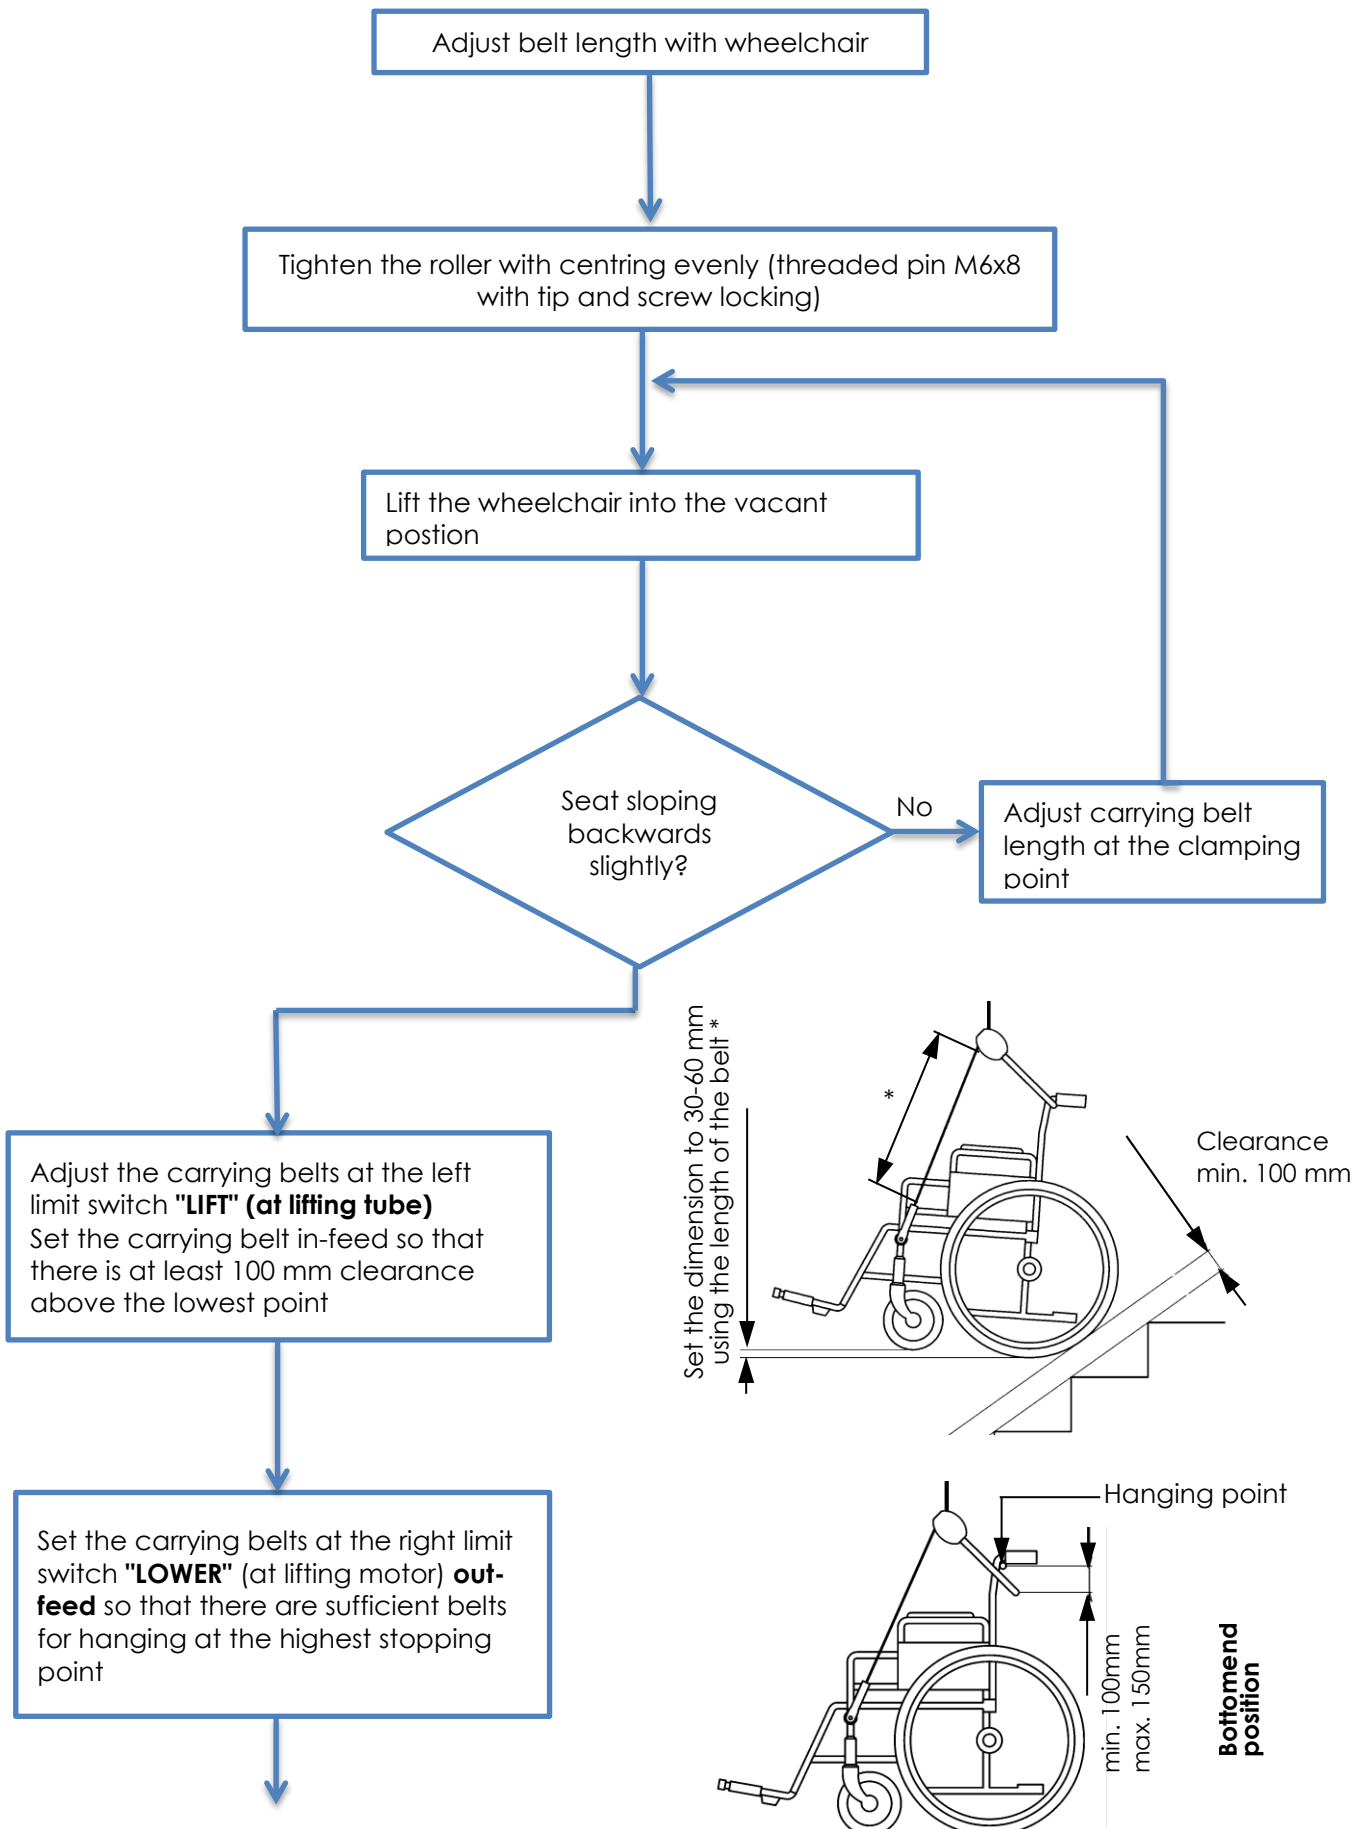 Adjust belt length with wheelchair
Tighten the roller with centring evenly (threaded pin M6x8
with tip and screw locking)
Lift the wheelchair into the vacant
postion
Seat sloping
backwards
slightly?
No
Adjust carrying belt
length at the clamping
point
Adjust the carrying belts at the left
limit switch "LIFT" (at lifting tube)
Set the carrying belt in-feed so that
there is at least 100 mm clearance
above the lowest point
Set the dimension to 30-60 mm
using the length of the belt *
*
Clearance
min. 100 mm
Set the carrying belts at the right limit
switch "LOWER" (at lifting motor) out-
feed so that there are sufficient belts
for hanging at the highest stopping
point
Hanging point
min. 100mm
max. 150mm
Bottomend
position